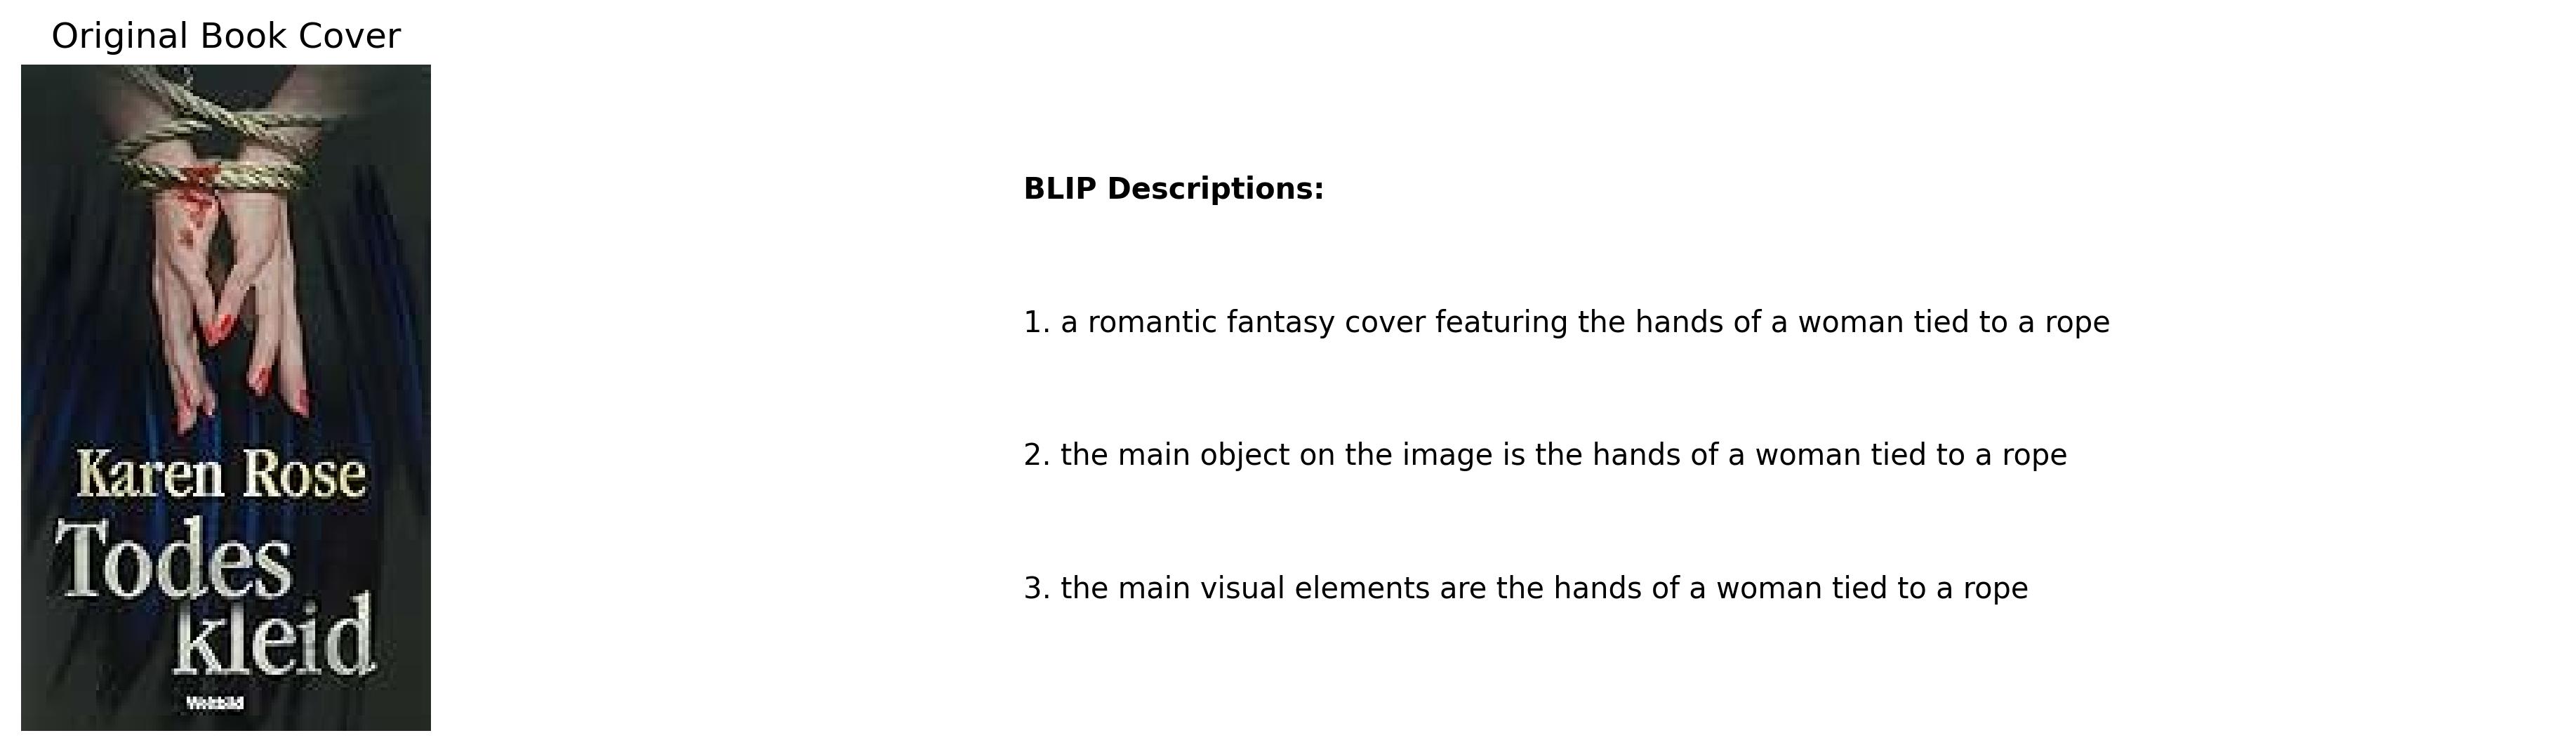 Original Book Cover
Karen Rose
Todes
kleid
Weltbild
BLIP Descriptions:
1. a romantic fantasy cover featuring the hands of a woman tied to a rope
2. the main object on the image is the hands of a woman tied to a rope
3. the main visual elements are the hands of a woman tied to a rope